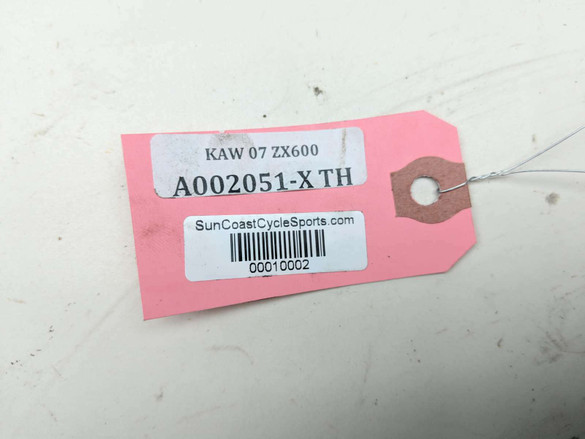 KAW 07 ZX600
A002051-X TH
SunCoastCycleSports.com
00010002